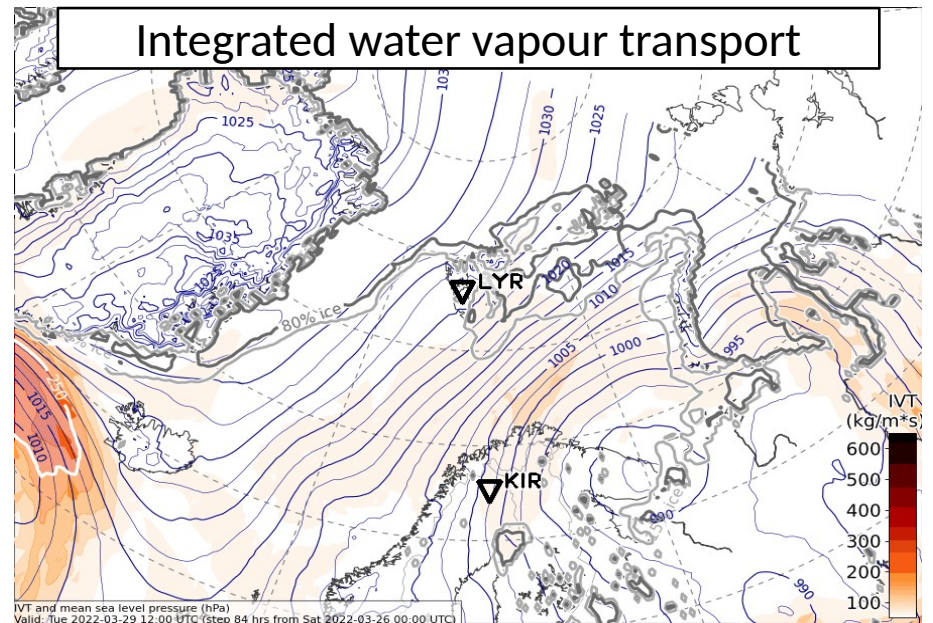 Integrated water vapour transport
1030
1025
1025
1035
LYR
1020
1015
1010
80% ice
1005
1000
995
250
1015
1010
IVT
(kg/m*s)
600
500
400
300
200
100
KIR
990
990
IVT and mean sea level pressure (hPa)
Valid: Tue 2022-03-29 12:00 UTC (step 84 hrs from Sat 2022-03-26 00:00 UTC)